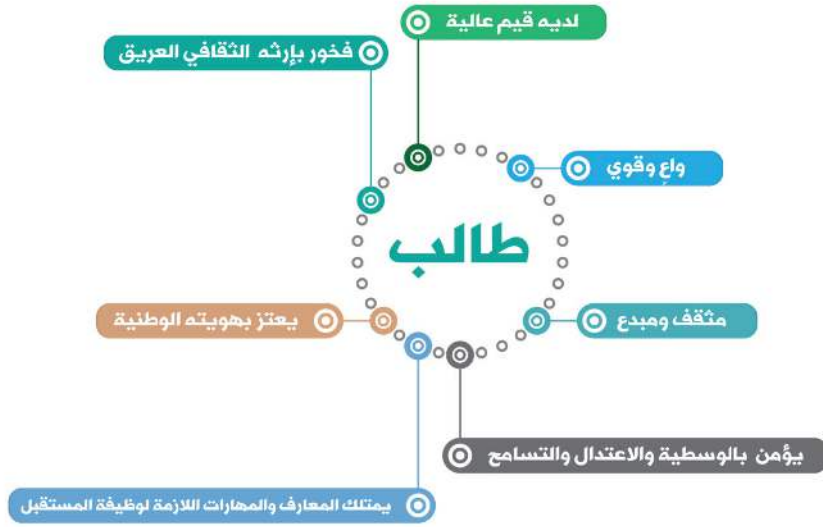 لديه قيم عالية
فخور بإرثه الثقافي العريق
واعٍ وقوي
طالب
مثقف ومبدع
يعتز بهويته الوطنية
يؤمن بالوسطية والاعتدال والتسامح
يمتلك المعارف والمهارات اللازمة لوظيفة المستقبل